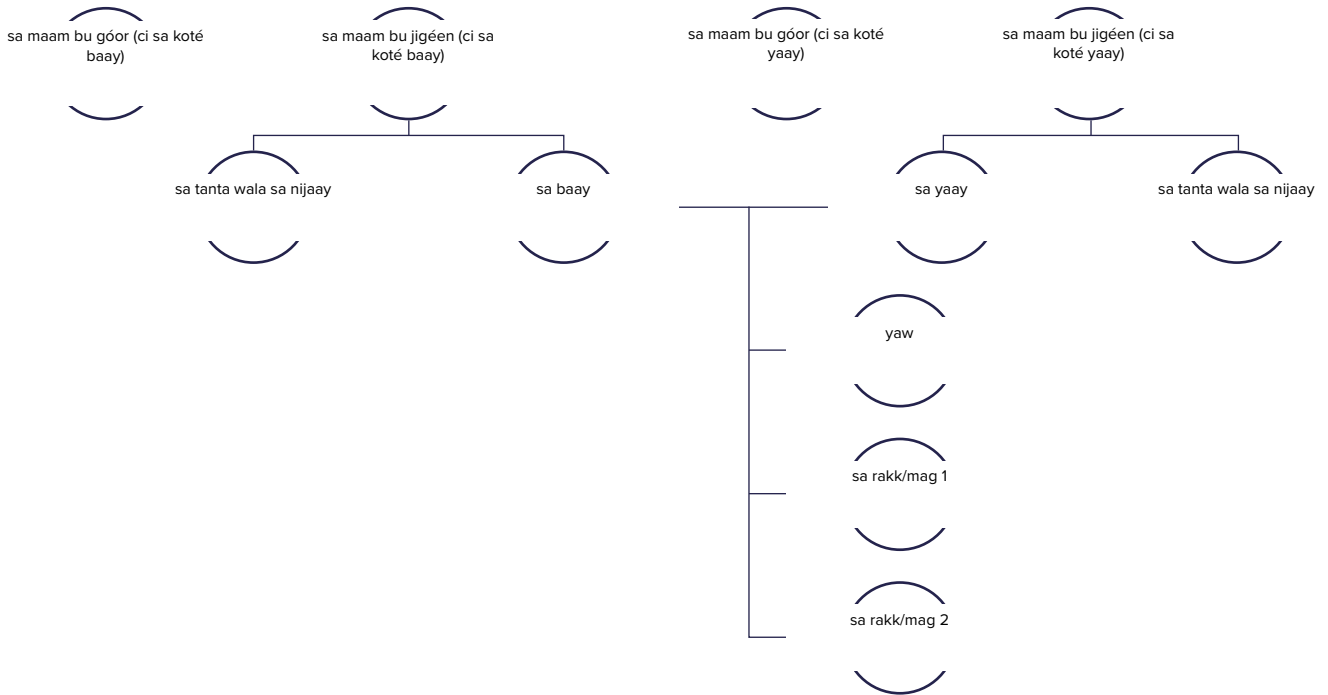 sa maam bu góor (ci sa koté
baay)
sa maam bu jigéen (ci sa
koté baay)
sa maam bu góor (ci sa koté
yaay)
sa maam bu jigéen (ci sa
koté yaay)
sa tanta wala sa nijaay
sa baay
sa yaay
sa tanta wala sa nijaay
yaw
sa rakk/mag 1
sa rakk/mag 2